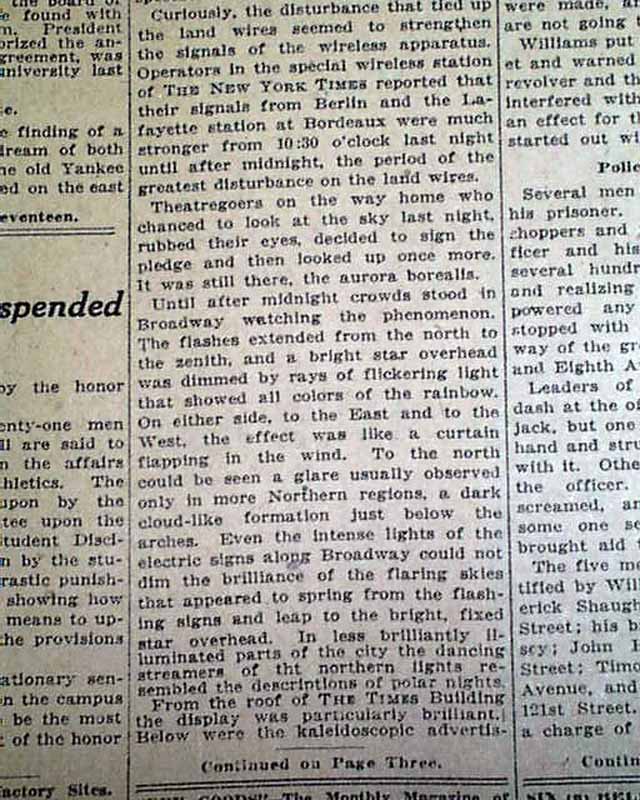 the board of
e found with
m. President
orized the an-
greement, was
university last
e.
e finding of a
dream of both
he old Yankee
ed on the east
eventeen.
spended
by the honor
enty-one men
ll are said to
n the affairs
hletics. The
upon by the
tee upon the
Student Disci-
n by the stu-
rastic punish-
showing how
means to up-
the provisions
ationary sen-
n the campus
be the most
t of the honor
Factory Sites.
Curiously, the disturbance that tied up
the land wires seemed to strengthen
the signals of the wireless apparatus.
Operators in the special wireless station
of THE NEW YORK TIMES reported that
their signals from Berlin and the La-
fayette station at Bordeaux were much
stronger from 10:30 o'clock last night
until after midnight, the period of the
greatest disturbance on the land wires.
Theatregoers on the way home who
chanced to look at the sky last night,
rubbed their eyes, decided to sign the
pledge and then looked up once more.
It was still there, the aurora borealis.
Until after midnight crowds stood in
Broadway watching the phenomenon.
The flashes extended from the north to
the zenith, and a bright star overhead
was dimmed by rays of flickering light
that showed all colors of the rainbow.
On either side, to the East and to the
West, the effect was like a curtain
flapping in the wind. To the north
could be seen a glare usually observed
only in more Northern regions, a dark
cloud-like formation just below the
arches. Even the intense lights of the
electric signs along Broadway could not
dim the brilliance of the flaring skies
that appeared to spring from the flash-
ing signs and leap to the bright, fixed
star overhead. In less brilliantly il-
luminated parts of the city the dancing
streamers of tht northern lights re-
sembled the descriptions of polar nights.
From the roof of THE TIMES Building
the display was particularly brilliant.
Below were the kaleidoscopic advertis-
Continued on Page Three.
The Monthly Magazine of
were made, a
are not going
Williams put
et and warned
revolver and th
interfered with
an effect for t
started out wi
Polic
Several men
his prisoner.
choppers and
ficer and his
several hundr
and realizing
powered any
stopped with
way of the gr
and Eighth A
Leaders of
dash at the of
jack, but one
hand and stru
with it. Othe
the officer.
screamed, a
some one se
brought aid
The five me
tified by Wil
erick Shaugh
Street; his b
sey; John
Street; Timo
Avenue, and
121st Street.
a charge of
Contin